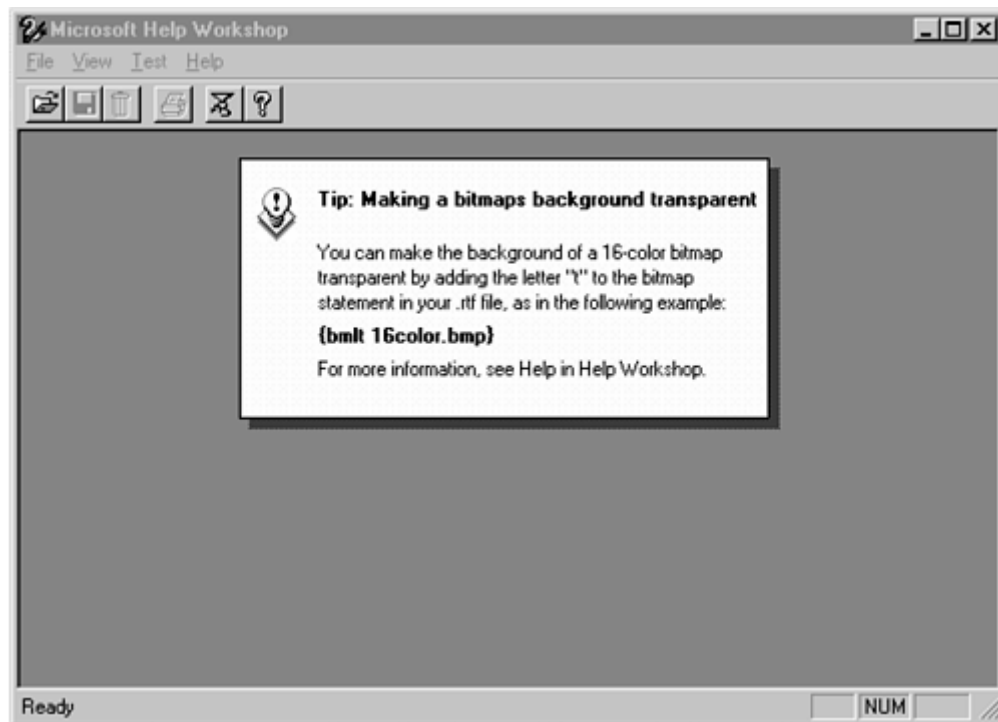 Microsoft Help Workshop
File View Test Help
Tip: Making a bitmaps background transparent
You can make the background of a 16-color bitmap
transparent by adding the letter "t" to the bitmap
statement in your .rtf file, as in the following example:
{bmlt 16color.bmp}
For more information, see Help in Help Workshop.
Ready NUM